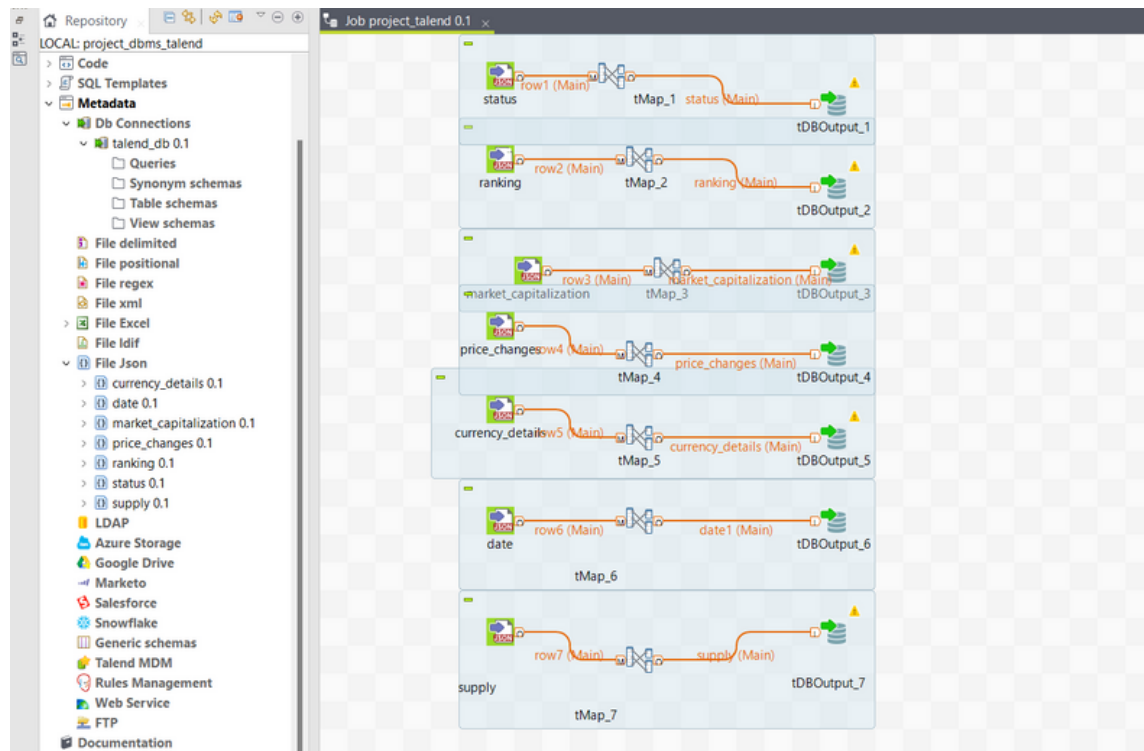 Repository
Job project_talend 0.1
LOCAL: project_dbms_talend
Code
SQL Templates
Metadata
Db Connections
talend_db 0.1
Queries
Synonym schemas
Table schemas
View schemas
File delimited
File positional
File regex
File xml
File Excel
File ldif
File Json
currency_details 0.1
date 0.1
market_capitalization 0.1
price_changes 0.1
ranking 0.1
status 0.1
supply 0.1
LDAP
Azure Storage
Google Drive
Marketo
Salesforce
Snowflake
Generic schemas
Talend MDM
Rules Management
Web Service
FTP
Documentation
row1 (Main)
status
tMap_1
status (Main)
tDBOutput_1
row2 (Main)
ranking
tMap_2
ranking (Main)
tDBOutput_2
row3 (Main)
market_capitalization (Main)
market_capitalization
tMap_3
tDBOutput_3
price_changes
row4 (Main)
price_changes (Main)
tMap_4
tDBOutput_4
currency_details
row5 (Main)
currency_details (Main)
tMap_5
tDBOutput_5
row6 (Main)
date1 (Main)
date
tDBOutput_6
tMap_6
row7 (Main)
supply (Main)
supply
tDBOutput_7
tMap_7